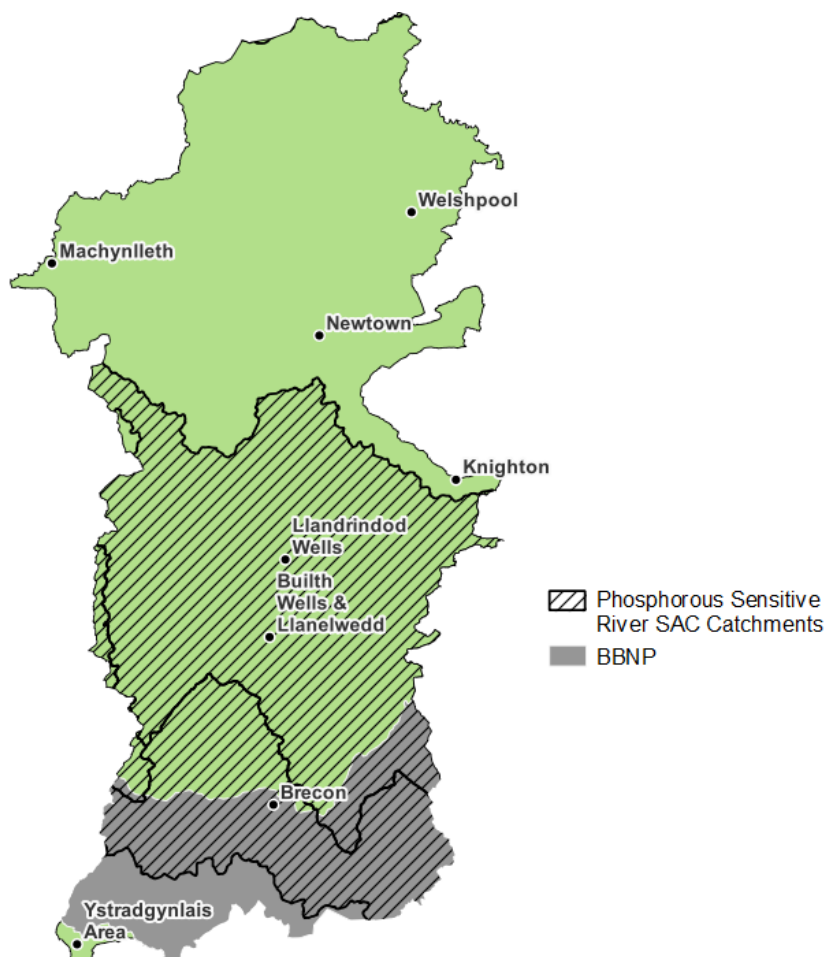 Welshpool
Machynlleth
Newtown
Knighton
Llandrindod
Wells
Builth
Wells &
Llanelwedd
Phosphorous Sensitive
River SAC Catchments
BBNP
Brecon
Ystradgynlais
Area